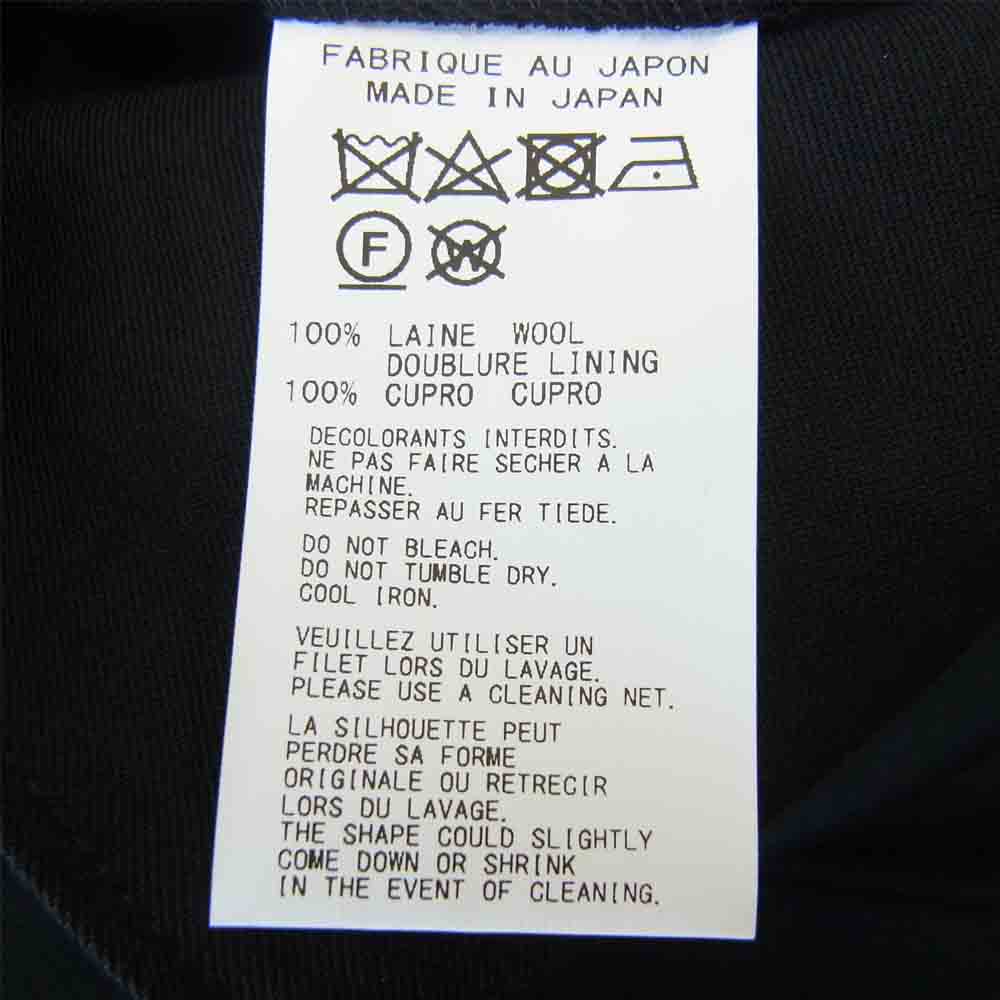 FABRIQUE AU JAPON
MADE IN JAPAN
F W
100% LAINE WOOL
DOUBLURE LINING
100% CUPRO CUPRO
DECOLORANTS INTERDITS.
NE PAS FAIRE SECHER A LA
MACHINE.
REPASSER AU FER TIEDE.
DO NOT BLEACH.
DO NOT TUMBLE DRY.
COOL IRON.
VEUILLEZ UTILISER UN
FILET LORS DU LAVAGE.
PLEASE USE A CLEANING NET.
LA SILHOUETTE PEUT
PERDRE SA FORME
ORIGINALE OU RETRECIR
LORS DU LAVAGE.
THE SHAPE COULD SLIGHTLY
COME DOWN OR SHRINK
IN THE EVENT OF CLEANING.